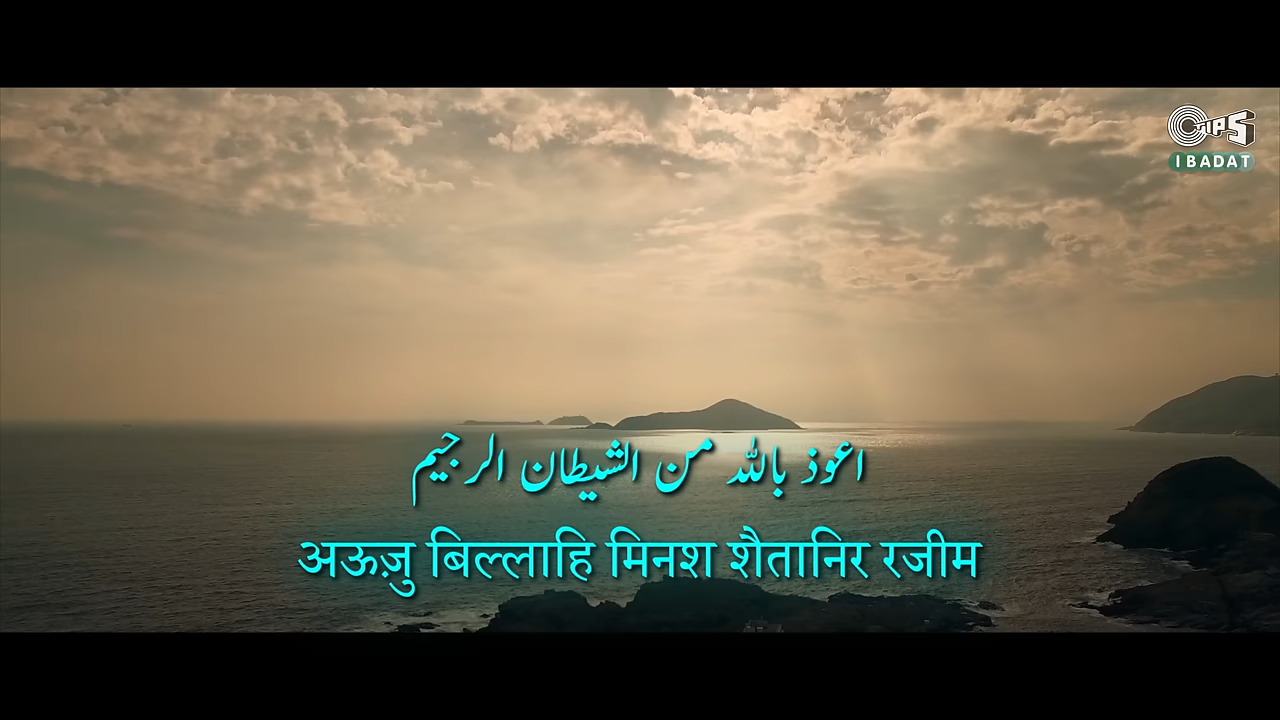 TIPS
IBADAT
اعوذ باللہ من الشیطان الرجیم
अऊज़ु बिल्लाहि मिनश शैतानिर रजीम